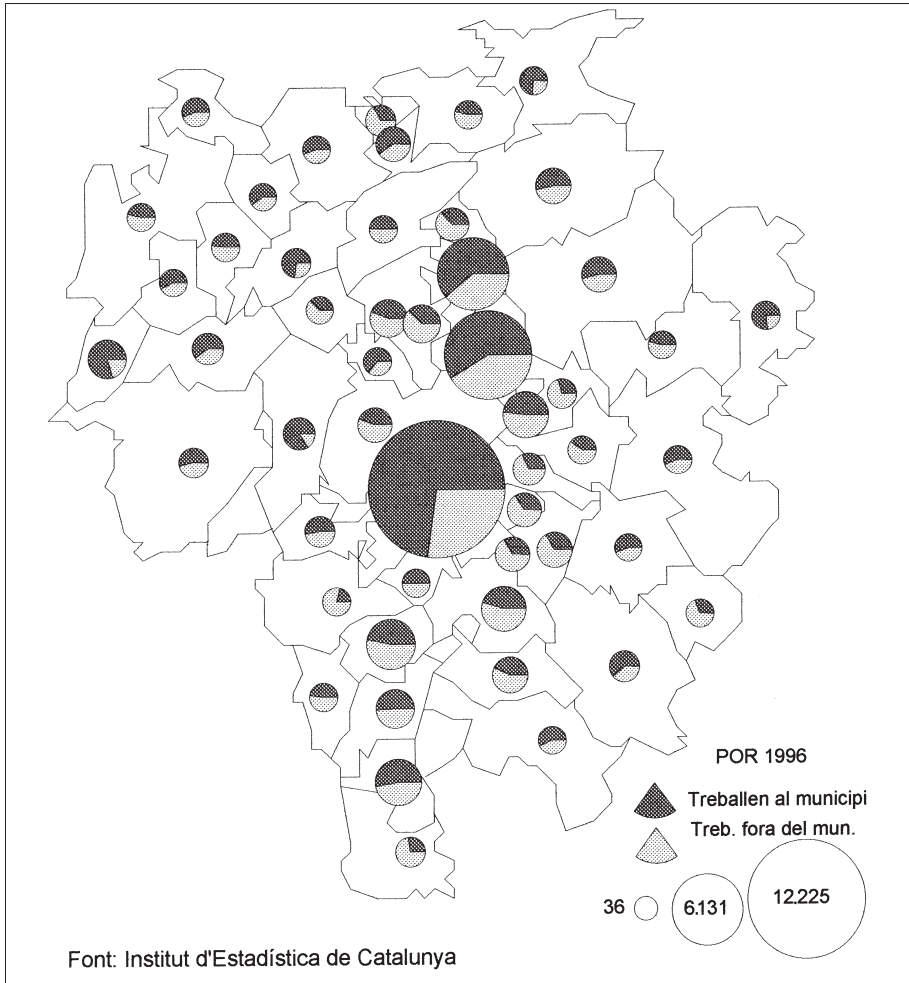 POR 1996
Treballen al municipi
Treb. fora del mun.
36
6.131
12.225
Font: Institut d'Estadística de Catalunya